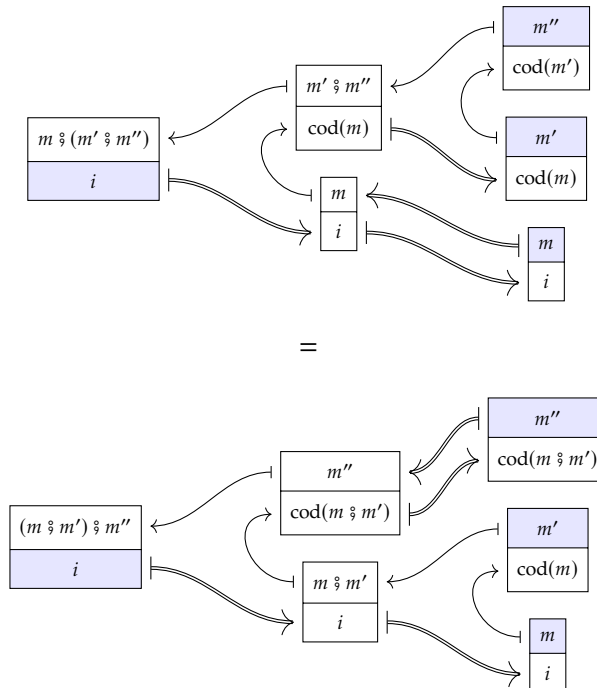 m″
cod(m′)
m′ ⨟ m″
cod(m)
m ⨟ (m′ ⨟ m″)
i
m′
cod(m)
m
i
m
i
=
m″
cod(m ⨟ m′)
m″
cod(m ⨟ m′)
(m ⨟ m′) ⨟ m″
i
m′
cod(m)
m ⨟ m′
i
m
i